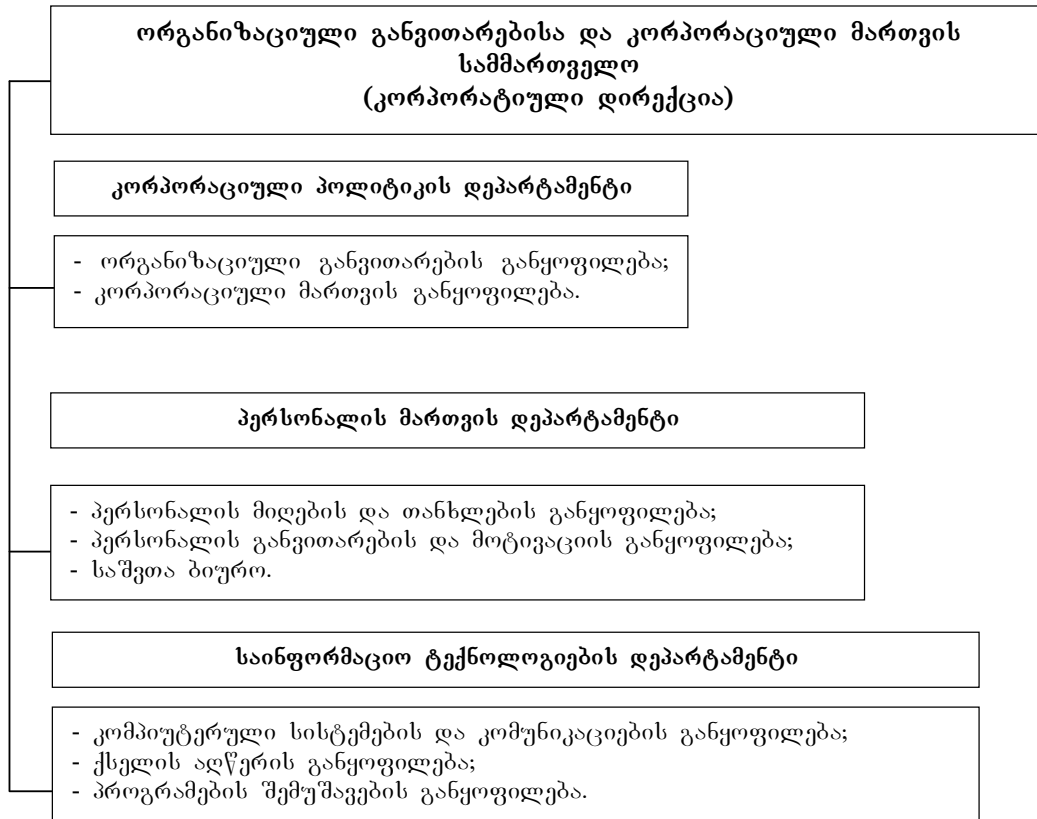 ორგანიზაციული განვითარებისა და კორპორაციული მართვის
სამმართველო
(კორპორატიული დირექცია)
კორპორაციული პოლიტიკის დეპარტამენტი
- ორგანიზაციული განვითარების განყოფილება;
- კორპორაციული მართვის განყოფილება.
პერსონალის მართვის დეპარტამენტი
- პერსონალის მიღების და თანხლების განყოფილება;
- პერსონალის განვითარების და მოტივაციის განყოფილება;
- საშვთა ბიურო.
საინფორმაციო ტექნოლოგიების დეპარტამენტი
- კომპიუტერული სისტემების და კომუნიკაციების განყოფილება;
- ქსელის აღწერის განყოფილება;
- პროგრამების შემუშავების განყოფილება.